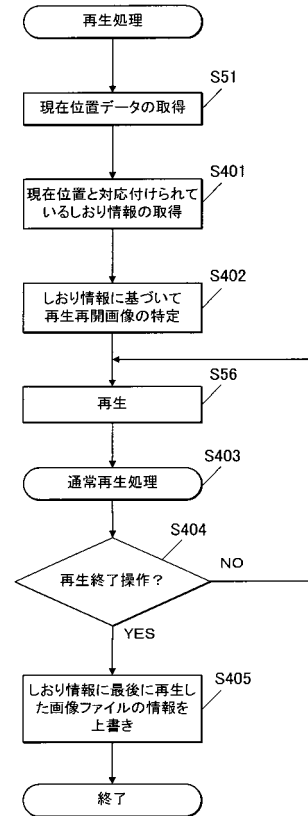 再生処理
S51
現在位置データの取得
S401
現在位置と対応付けられて
いるしおり情報の取得
S402
しおり情報に基づいて
再生再開画像の特定
S56
再生
S403
通常再生処理
S404
再生終了操作？
NO
YES
S405
しおり情報に最後に再生し
た画像ファイルの情報を
上書き
終了